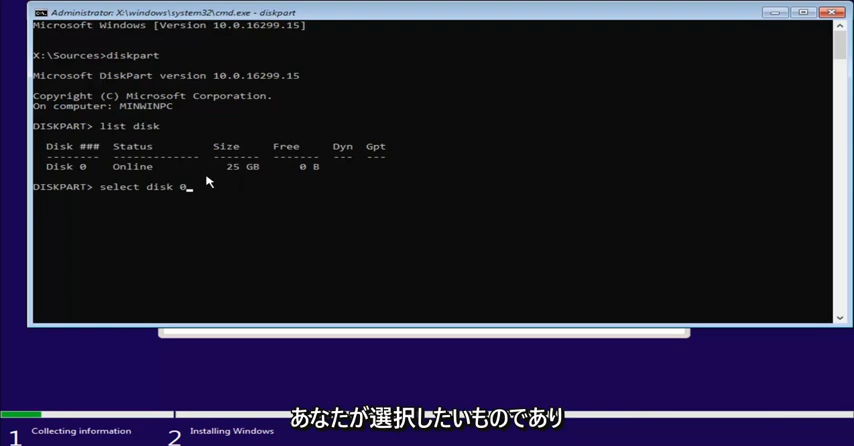 Administrator: X:\windows\system32\cmd.exe - diskpart
Microsoft Windows [Version 10.0.16299.15]
X:\Sources>diskpart
Microsoft DiskPart version 10.0.16299.15
Copyright (C) Microsoft Corporation.
On computer: MINWINPC
DISKPART> list disk
Disk ### Status Size Free Dyn Gpt
-------- ------------- ------- ------- --- ---
Disk 0 Online 25 GB 0 B
DISKPART> select disk 0_
あなたが選択したいものであり
1 Collecting information 2 Installing Windows